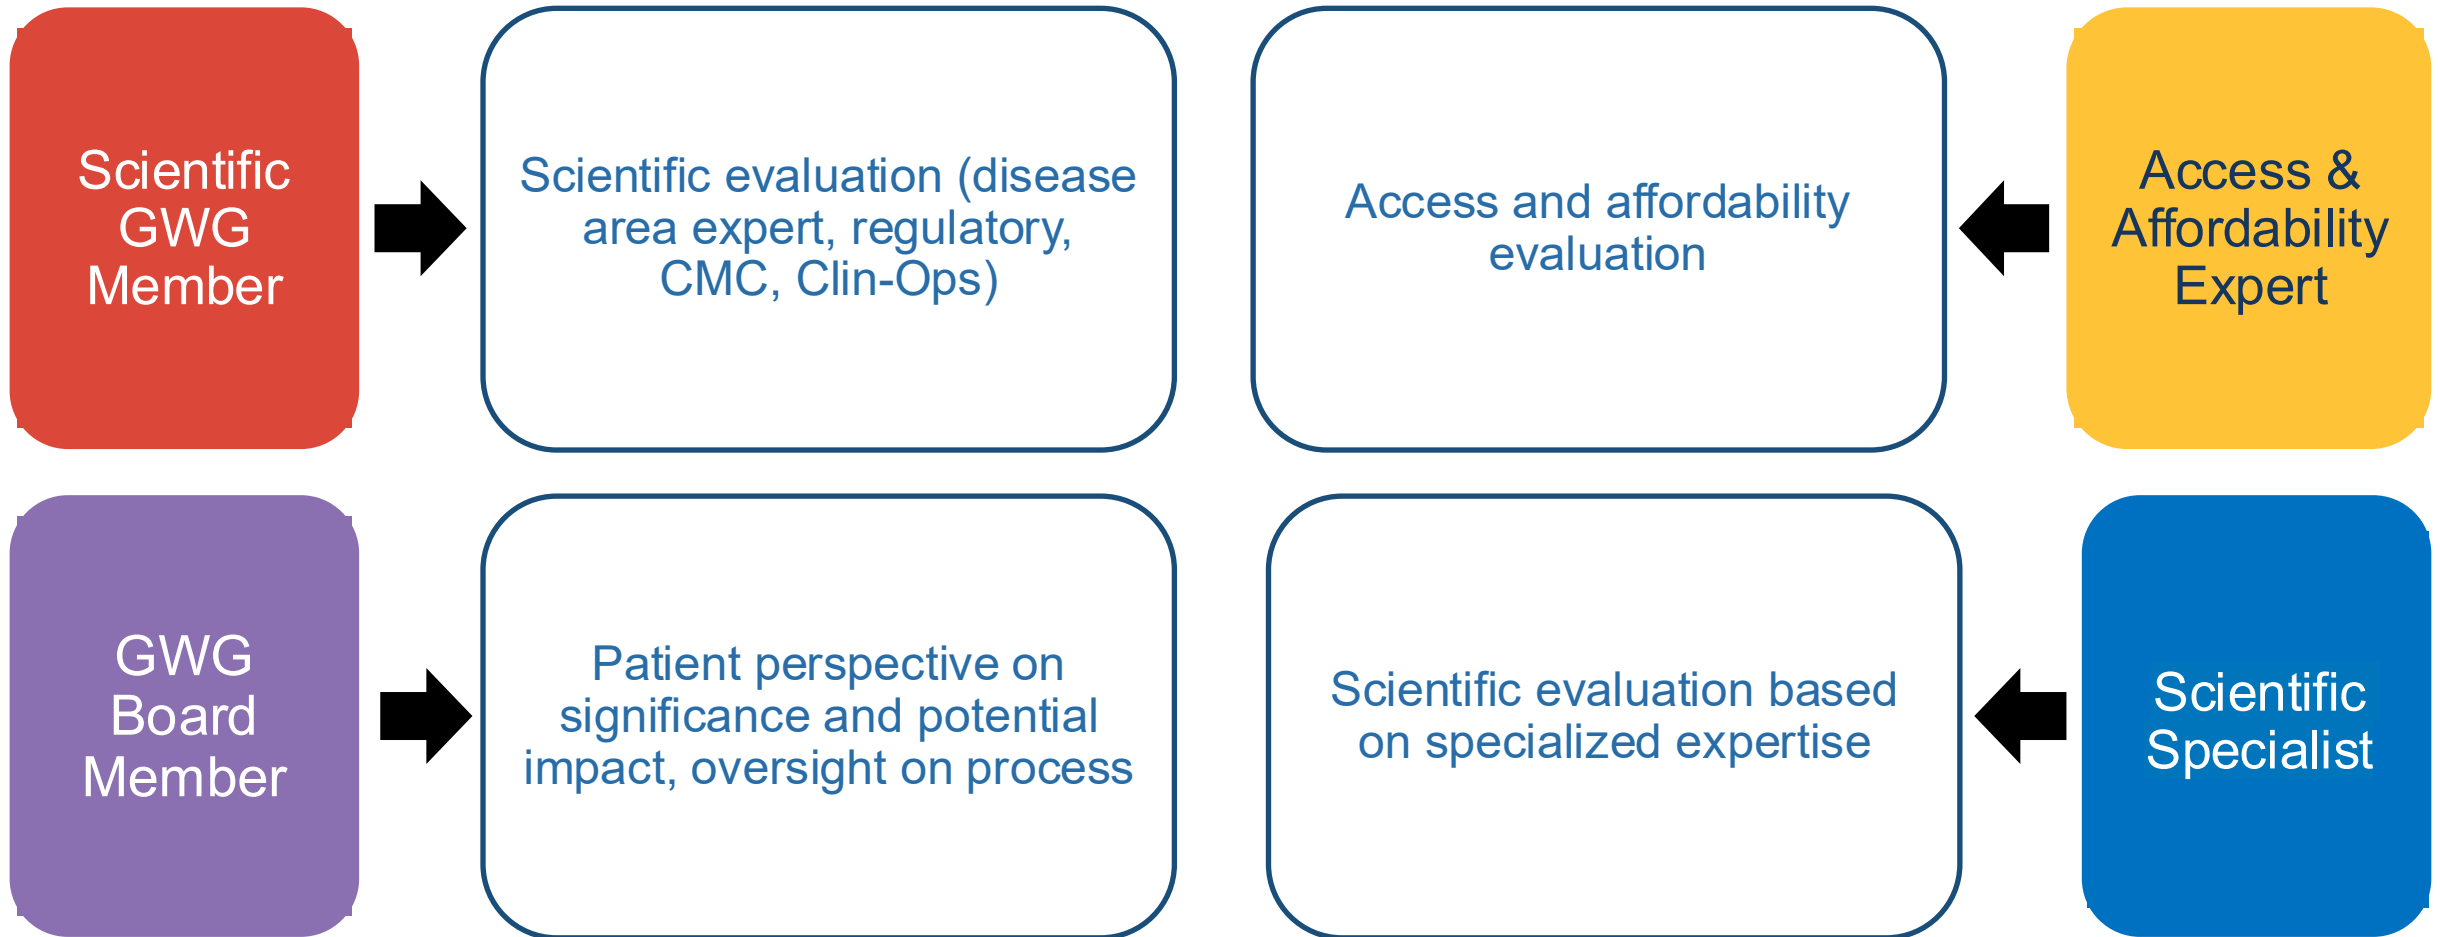 Scientific
GWG
Member
Scientific evaluation (disease
area expert, regulatory,
CMC, Clin-Ops)
Access and affordability
evaluation
Access &
Affordability
Expert
GWG
Board
Member
Patient perspective on
significance and potential
impact, oversight on process
Scientific evaluation based
on specialized expertise
Scientific
Specialist